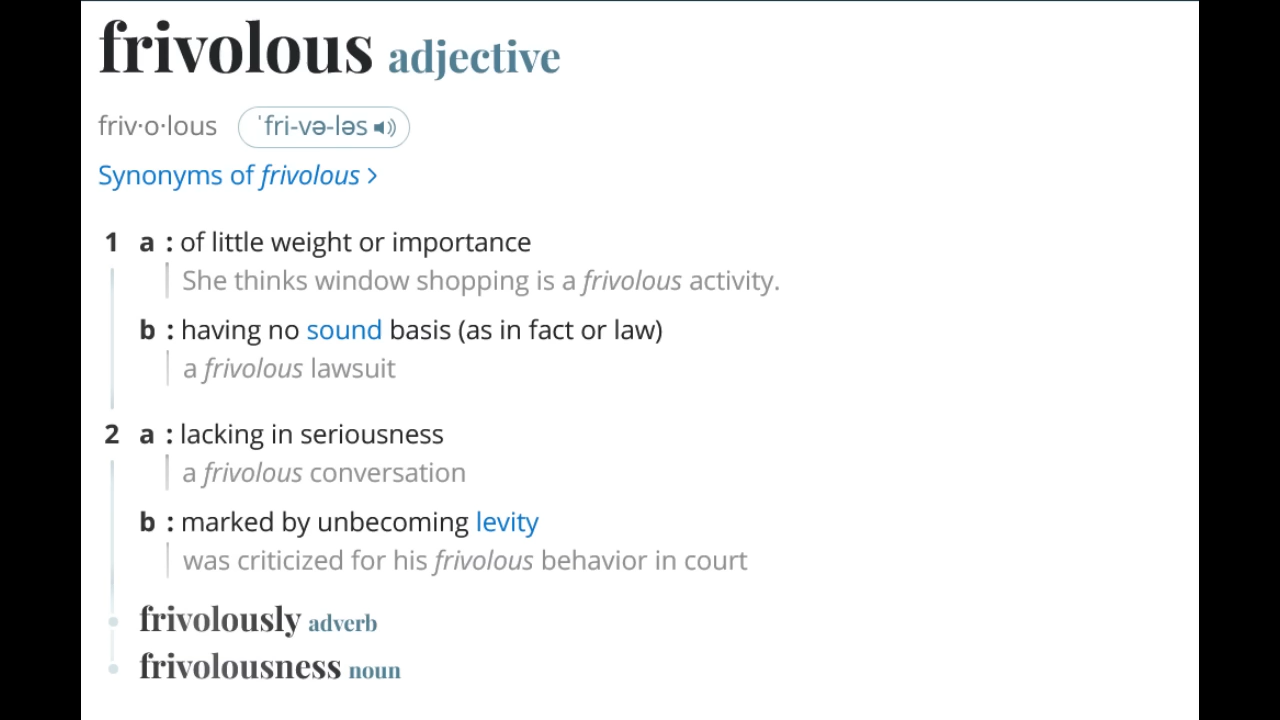 frivolous adjective
friv·o·lous ˈfri-və-ləs
Synonyms of frivolous >
1 a : of little weight or importance
She thinks window shopping is a frivolous activity.
b : having no sound basis (as in fact or law)
a frivolous lawsuit
2 a : lacking in seriousness
a frivolous conversation
b : marked by unbecoming levity
was criticized for his frivolous behavior in court
frivolously adverb
frivolousness noun